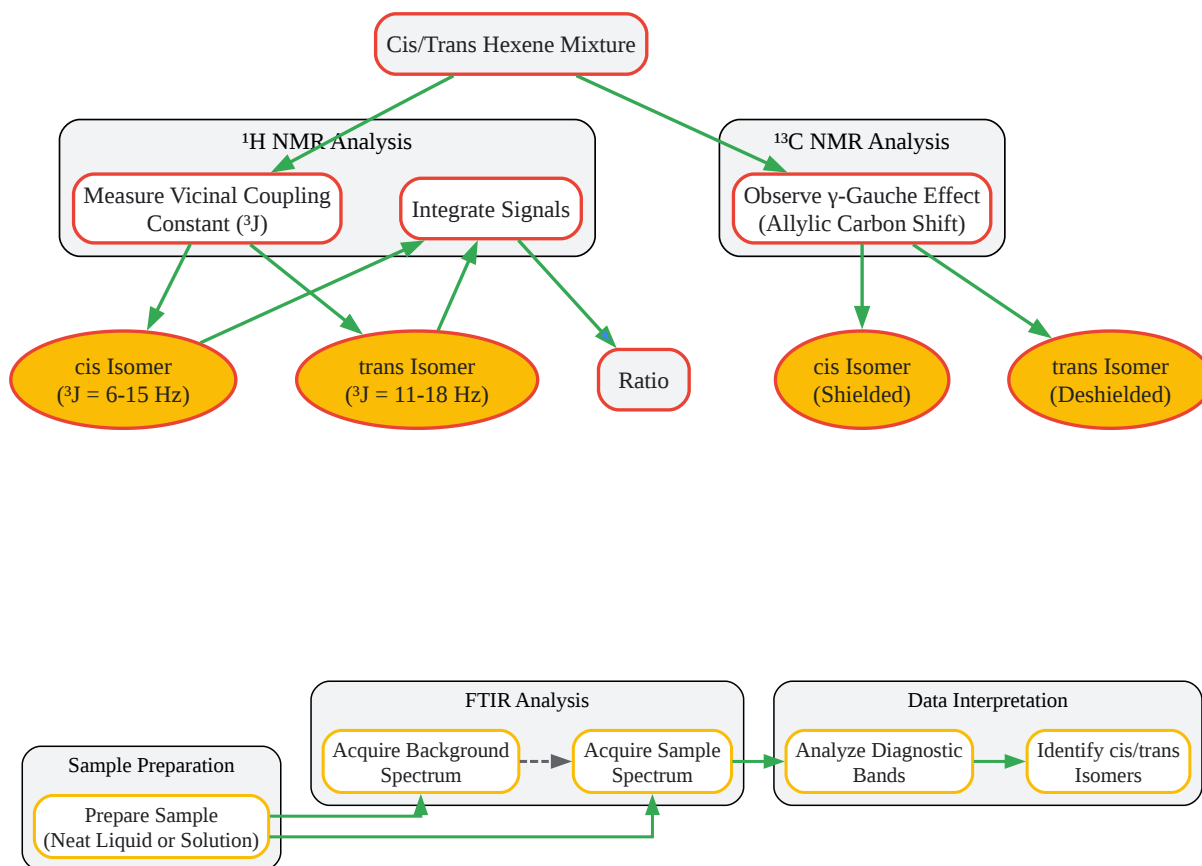 Cis/Trans Hexene Mixture
¹H NMR Analysis
¹³C NMR Analysis
Measure Vicinal Coupling
Constant (³J)
Integrate Signals
Observe γ-Gauche Effect
(Allylic Carbon Shift)
cis Isomer
(³J = 6-15 Hz)
trans Isomer
(³J = 11-18 Hz)
Ratio
cis Isomer
(Shielded)
trans Isomer
(Deshielded)
FTIR Analysis
Data Interpretation
Acquire Background
Spectrum
Acquire Sample
Spectrum
Analyze Diagnostic
Bands
Identify cis/trans
Isomers
Sample Preparation
Prepare Sample
(Neat Liquid or Solution)